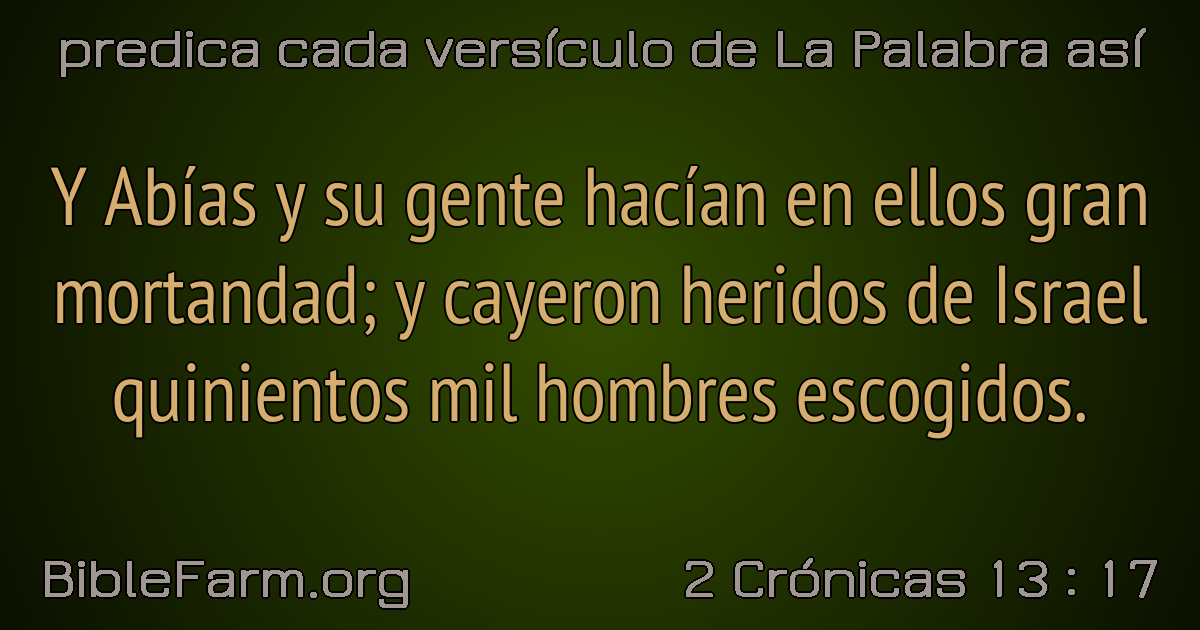 predica cada versículo de La Palabra así
Y Abías y su gente hacían en ellos gran
mortandad; y cayeron heridos de Israel
quinientos mil hombres escogidos.
BibleFarm.org
2 Crónicas 13 : 17